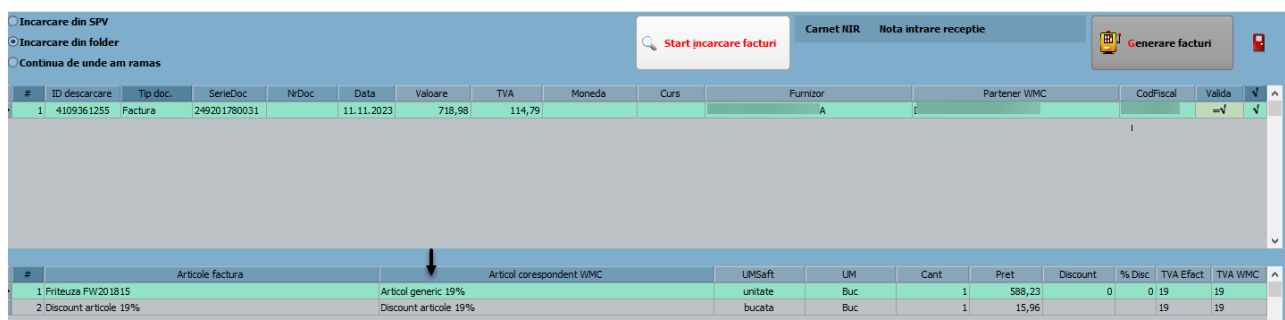 Incarcare din SPV
Incarcare din folder
Continua de unde am ramas
Start incarcare facturi
Carnet NIR Nota intrare receptie
Generare facturi
# ID descarcare Tip doc. SerieDoc NrDoc Data Valoare TVA Moneda Curs Furnizor Partener WMC CodFiscal Valida √
1 4109361255 Factura 249201780031 11.11.2023 718,98 114,79 A =√ √
# Articole factura Articol corespondent WMC UMSaft UM Cant Pret Discount % Disc TVA Efact TVA WMC
1 Friteuza FW201815 Articol generic 19% unitate Buc 1 588,23 0 0 19 19
2 Discount articole 19% Discount articole 19% bucata Buc 1 15,96 19 19